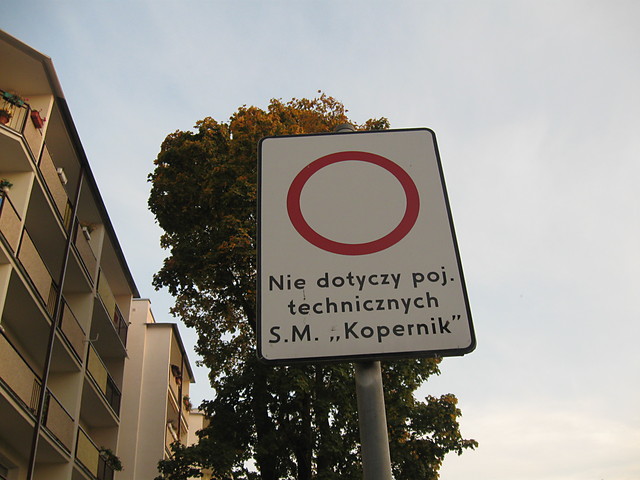 Nie dotyczy poj.
technicznych
S.M. „Kopernik”